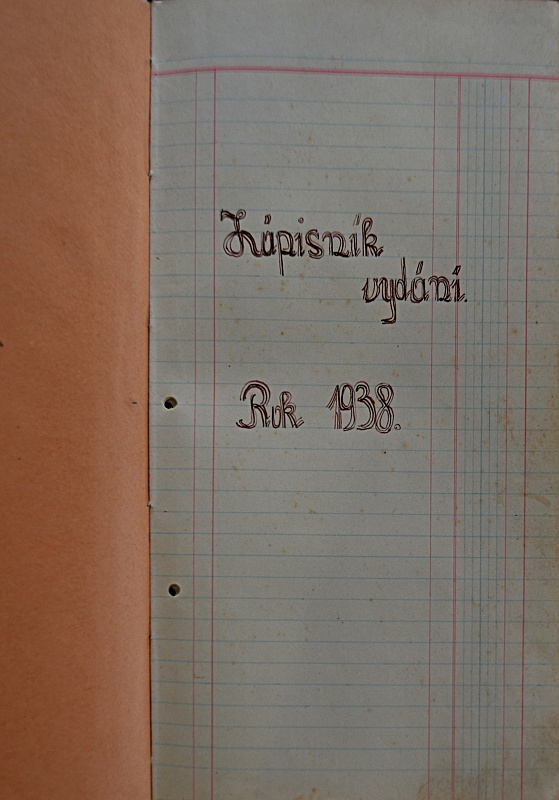 Zápisník
vydání.
Rok 1938.